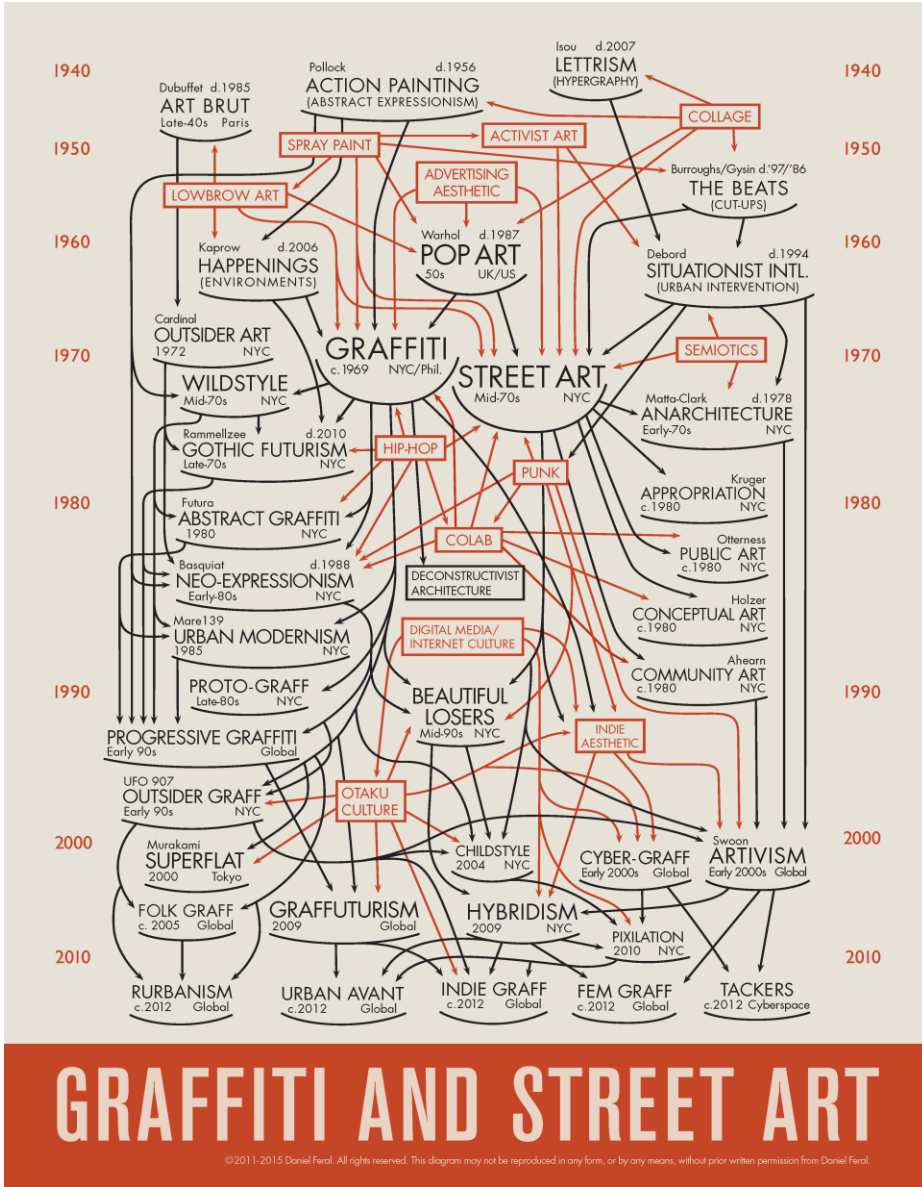 1940
1940
Isou d.2007
LETTRISM
(HYPERGRAPHY)
Pollock d.1956
ACTION PAINTING
(ABSTRACT EXPRESSIONISM)
Dubuffet d.1985
ART BRUT
Late-40s Paris
COLLAGE
1950
1950
SPRAY PAINT
ACTIVIST ART
LOWBROW ART
ADVERTISING
AESTHETIC
Burroughs/Gysin d.'97/'86
THE BEATS
(CUT-UPS)
1960
1960
Kaprow d.2006
HAPPENINGS
(ENVIRONMENTS)
Warhol d.1987
POP ART
50s UK/US
Debord d.1994
SITUATIONIST INTL.
(URBAN INTERVENTION)
Cardinal
OUTSIDER ART
1972 NYC
1970
1970
GRAFFITI
c.1969 NYC/Phil.
STREET ART
Mid-70s NYC
SEMIOTICS
WILDSTYLE
Mid-70s NYC
Matta-Clark d.1978
ANARCHITECTURE
Early-70s NYC
Rammellzee d.2010
GOTHIC FUTURISM
Late-70s NYC
HIP-HOP
PUNK
Kruger
APPROPRIATION
c.1980 NYC
1980
1980
Futura
ABSTRACT GRAFFITI
1980 NYC
COLAB
Otterness
PUBLIC ART
c.1980 NYC
Basquiat d.1988
NEO-EXPRESSIONISM
Early-80s NYC
DECONSTRUCTIVIST
ARCHITECTURE
Holzer
CONCEPTUAL ART
c.1980 NYC
Mare139
URBAN MODERNISM
1985 NYC
DIGITAL MEDIA/
INTERNET CULTURE
Ahearn
COMMUNITY ART
c.1980 NYC
1990
1990
PROTO-GRAFF
Late-80s NYC
BEAUTIFUL
LOSERS
Mid-90s NYC
PROGRESSIVE GRAFFITI
Early 90s Global
INDIE
AESTHETIC
UFO 907
OUTSIDER GRAFF
Early 90s NYC
OTAKU
CULTURE
2000
2000
Murakami
SUPERFLAT
2000 Tokyo
CHILDSTYLE
2004 NYC
CYBER-GRAFF
Early 2000s Global
Swoon
ARTIVISM
Early 2000s Global
FOLK GRAFF
c. 2005 Global
GRAFFUTURISM
2009 Global
HYBRIDISM
2009 NYC
PIXILATION
2010 NYC
2010
2010
RURBANISM
c.2012 Global
URBAN AVANT
c.2012 Global
INDIE GRAFF
c.2012 Global
FEM GRAFF
c.2012 Global
TACKERS
c.2012 Cyberspace
GRAFFITI AND STREET ART
©2011-2015 Daniel Feral. All rights reserved. This diagram may not be reproduced in any form, or by any means, without prior written permission from Daniel Feral.